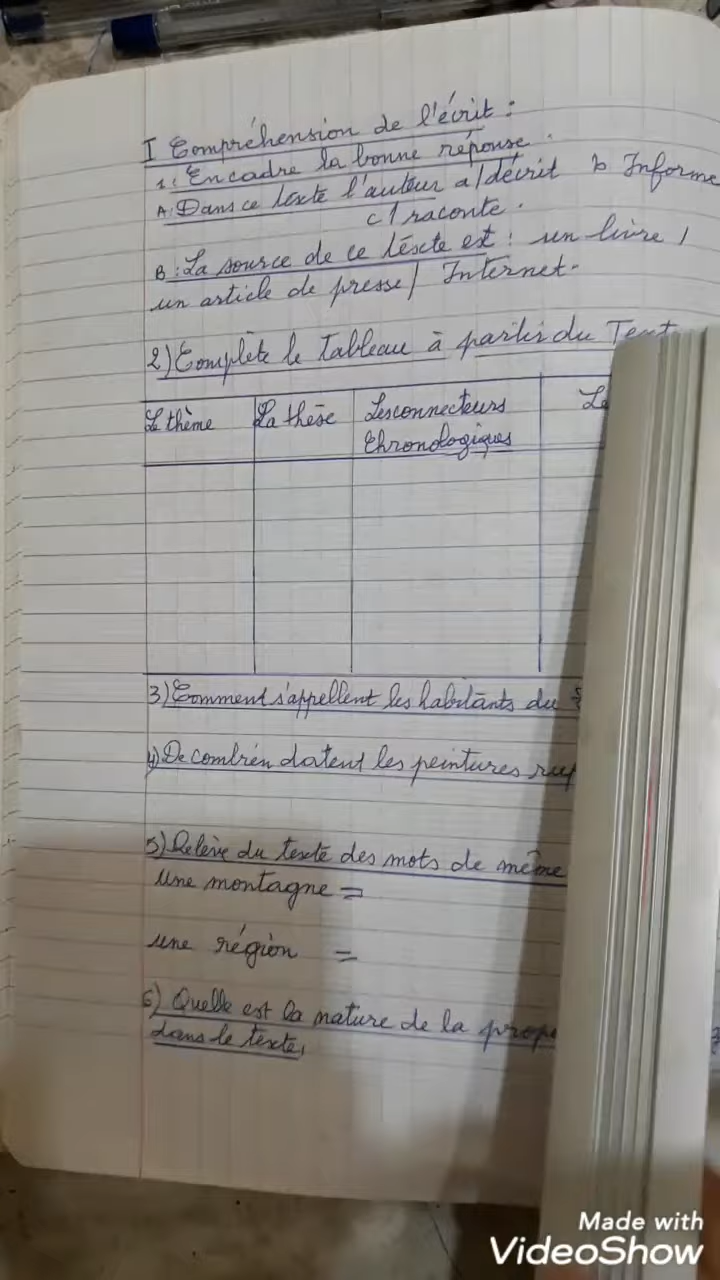 I Compréhension de l'écrit :
1: Encadre la bonne réponse.
A: Dans ce texte l'auteur a/décrit b Informe
c/ raconte.
B: La source de ce texte est : un livre /
un article de presse / Internet.
2) Complète le Tableau à partir du Text
Le thème La thèse Les connecteurs
chronologiques
3) Comment s'appellent les habitants du
4) De combien datent les peintures rup
5) Relève du texte des mots de même
une montagne =
une région =
6) Quelle est la nature de la prop
dans le texte,
Made with
VideoShow